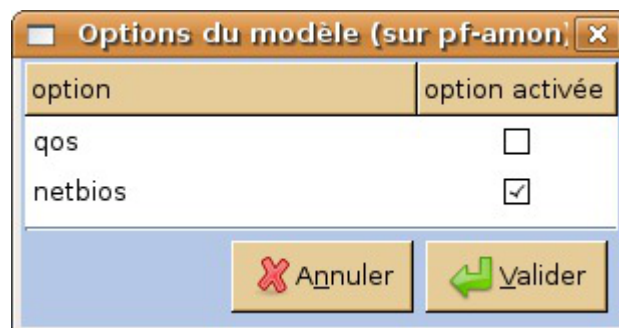 Options du modèle (sur pf-amon)
option option activée
qos
netbios
Annuler Valider